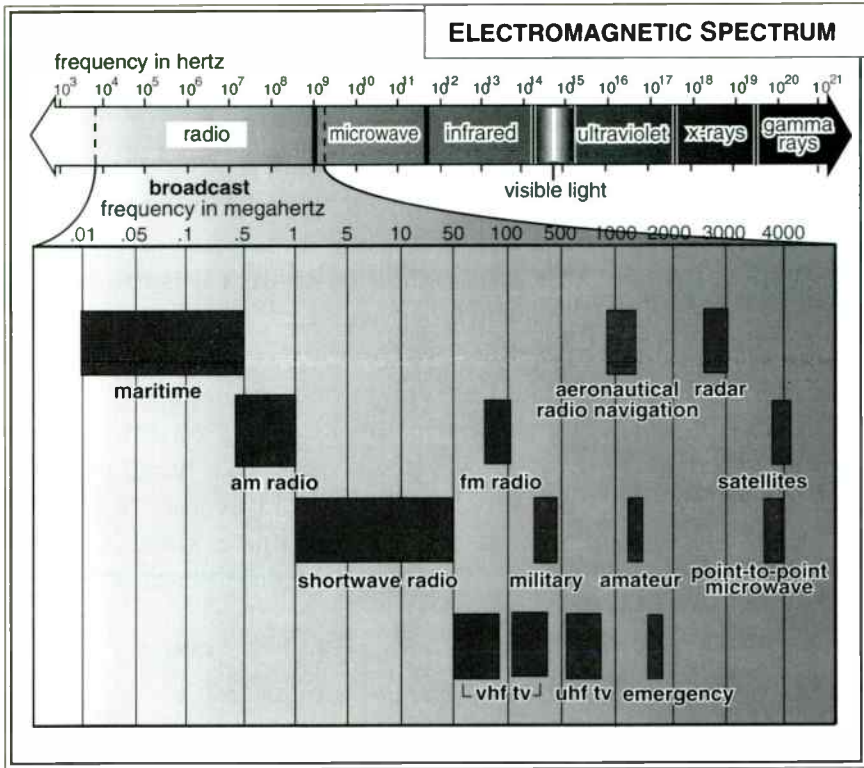 ELECTROMAGNETIC SPECTRUM
frequency in hertz
10³ 10⁴ 10⁵ 10⁶ 10⁷ 10⁸ 10⁹ 10¹⁰ 10¹¹ 10¹² 10¹³ 10¹⁴ 10¹⁵ 10¹⁶ 10¹⁷ 10¹⁸ 10¹⁹ 10²⁰ 10²¹
radio microwave infrared ultraviolet x-rays gamma
rays
broadcast visible light
frequency in megahertz
.01 .05 .1 .5 1 5 10 50 100 500 1000 2000 3000 4000
maritime aeronautical radar
radio navigation
am radio fm radio satellites
shortwave radio military amateur point-to-point
microwave
vhf tv uhf tv emergency